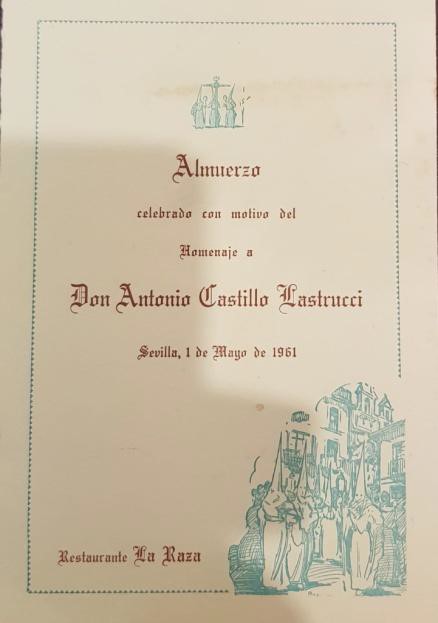 Almuerzo
celebrado con motivo del
Homenaje a
Don Antonio Castillo Lastrucci
Sevilla, 1 de Mayo de 1961
Restaurante La Raza